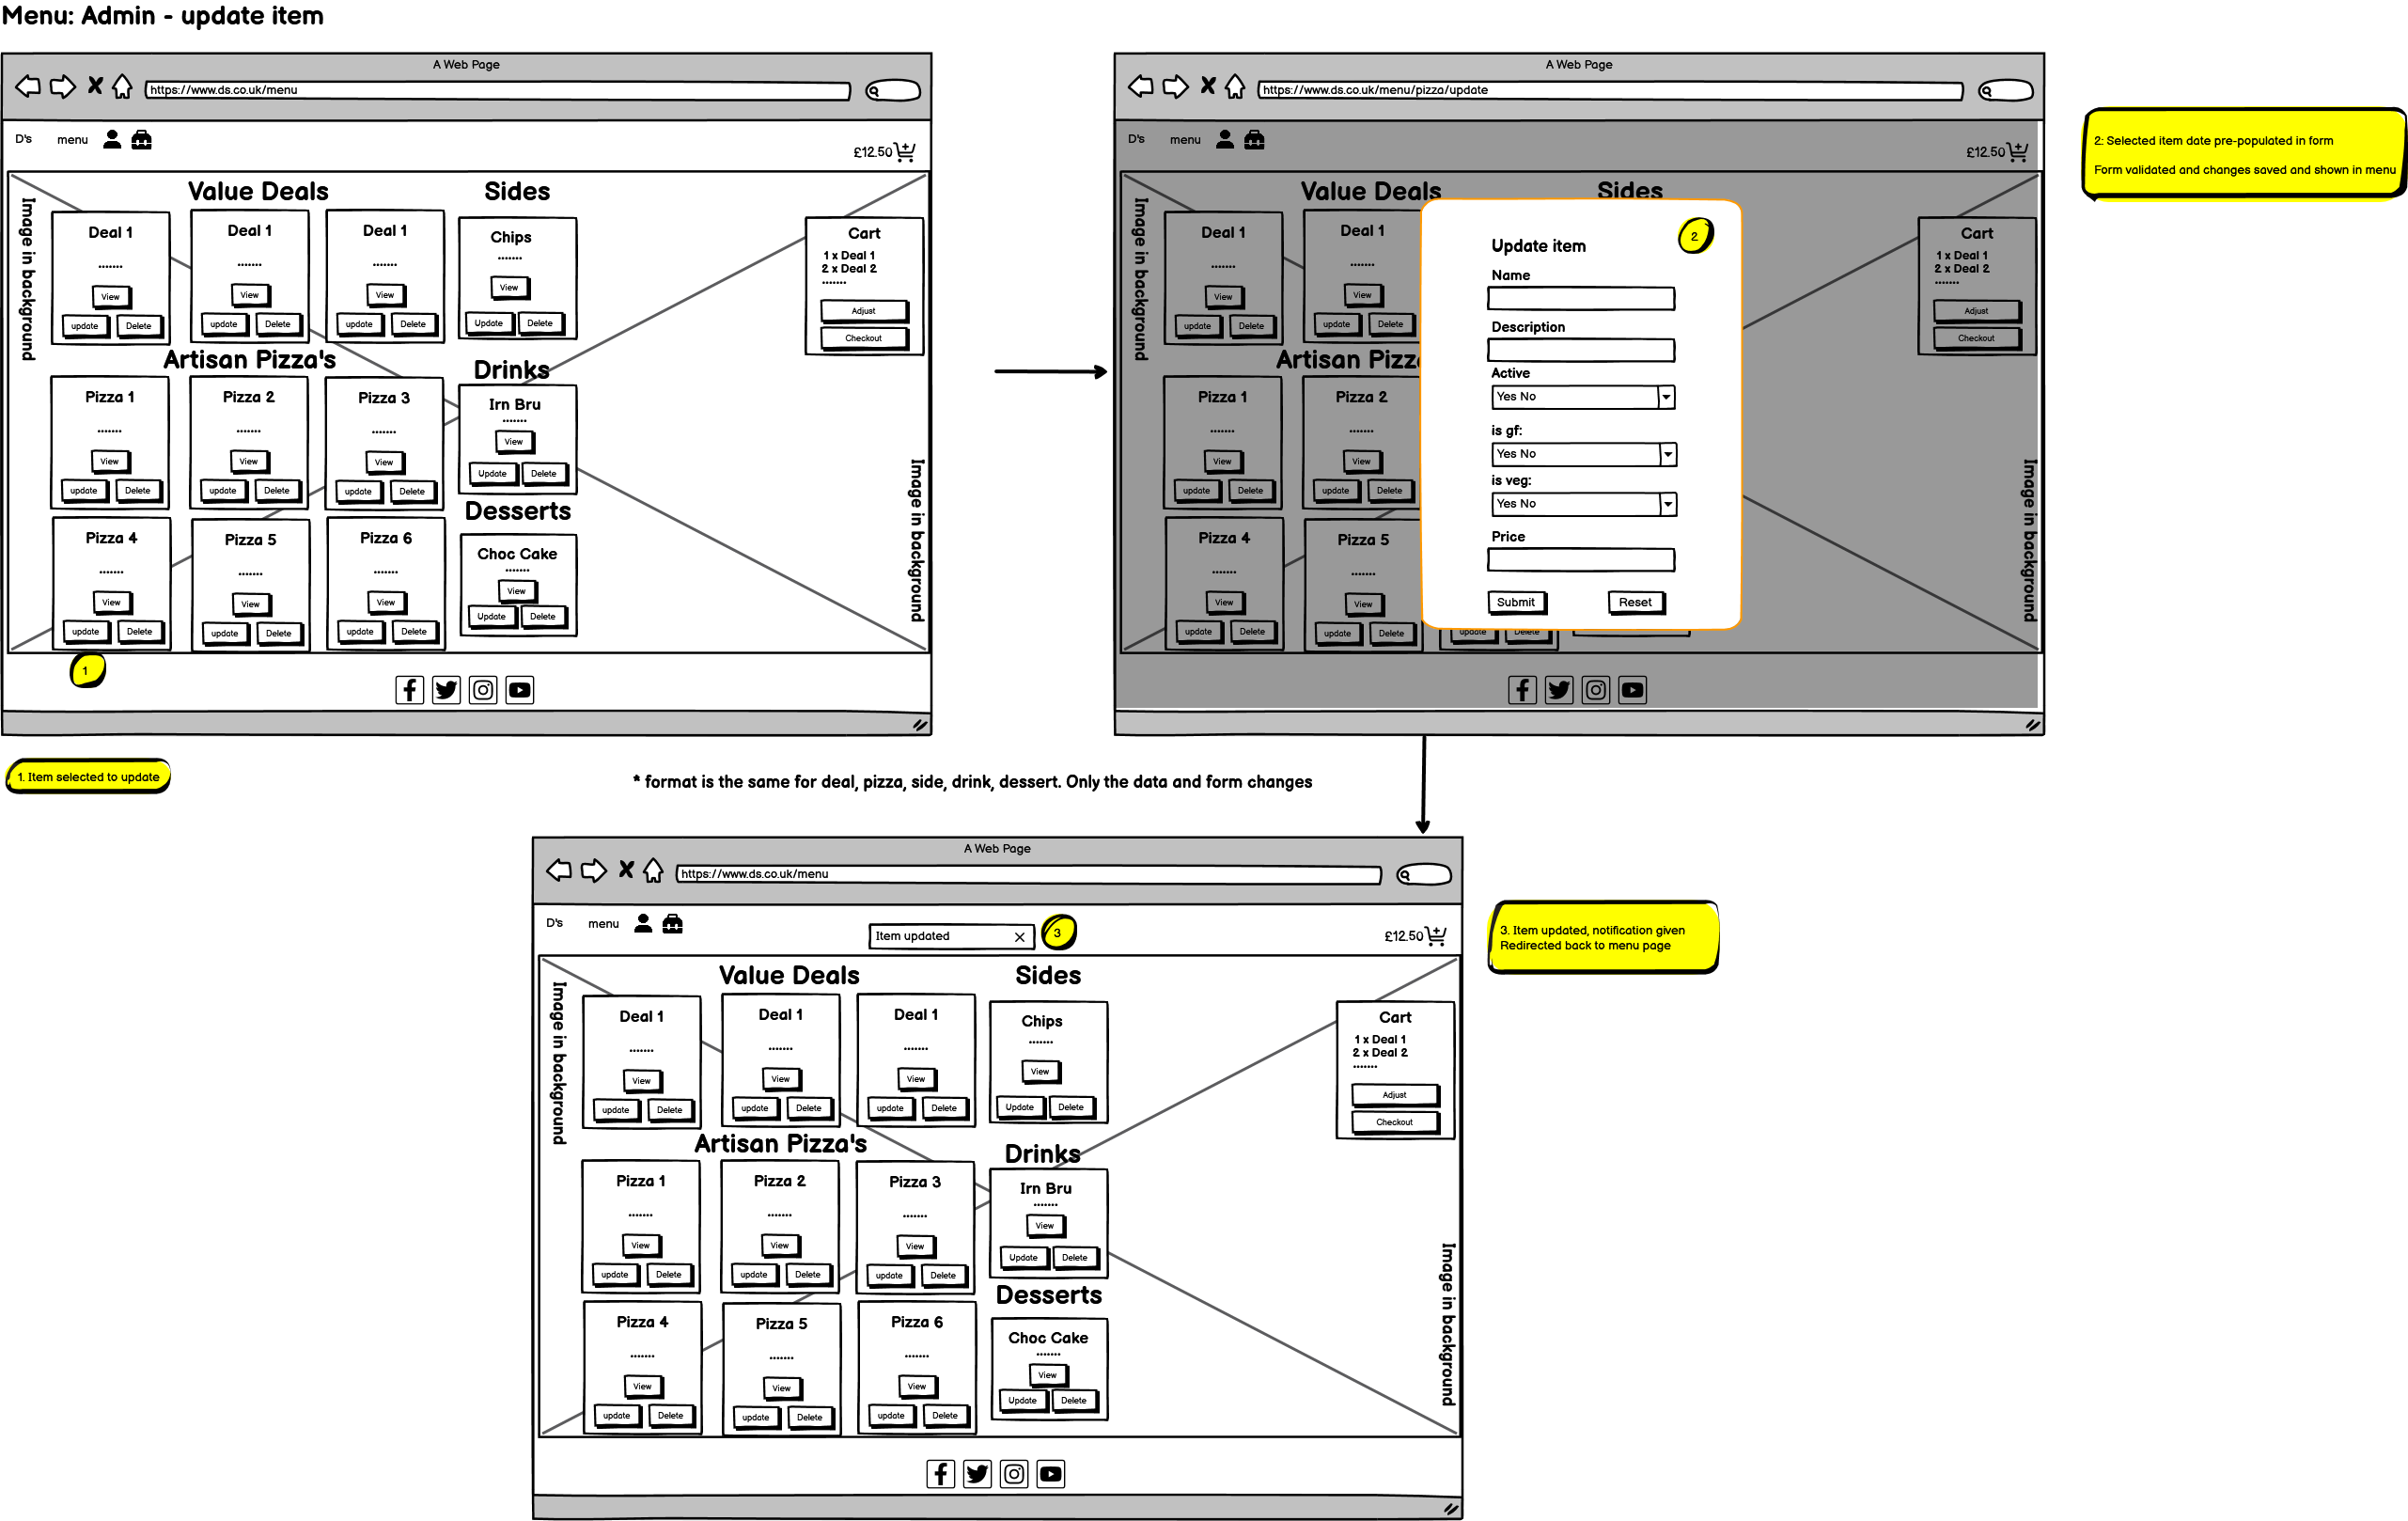 Menu: Admin - update item
A Web Page
https://www.ds.co.uk/menu
D's menu
£12.50
Value Deals Sides
Image in background
Deal 1 Deal 1 Deal 1 Chips
....... ....... ....... .......
View View View View
update Delete update Delete update Delete Update Delete
Cart
1 x Deal 1
2 x Deal 2
.......
Adjust
Checkout
Artisan Pizza's Drinks
Pizza 1 Pizza 2 Pizza 3 Irn Bru
....... ....... ....... .......
View View View View
update Delete update Delete update Delete Update Delete
Desserts
Pizza 4 Pizza 5 Pizza 6 Choc Cake
....... ....... ....... .......
View View View View
update Delete update Delete update Delete Update Delete
Image in background
1
1. Item selected to update
A Web Page
https://www.ds.co.uk/menu/pizza/update
D's menu
£12.50
Value Deals Sides
Image in background
Deal 1 Deal 1
....... .......
View View
update Delete update Delete
Cart
1 x Deal 1
2 x Deal 2
.......
Adjust
Checkout
Artisan Pizz
Pizza 1 Pizza 2
....... .......
View View
update Delete update Delete
Pizza 4 Pizza 5
....... .......
View View
update Delete update Delete update Delete
Image in background
2
Update item
Name
Description
Active
Yes No
is gf:
Yes No
is veg:
Yes No
Price
Submit Reset
2: Selected item date pre-populated in form
Form validated and changes saved and shown in menu
* format is the same for deal, pizza, side, drink, dessert. Only the data and form changes
A Web Page
https://www.ds.co.uk/menu
D's menu
Item updated
3
£12.50
Value Deals Sides
Image in background
Deal 1 Deal 1 Deal 1 Chips
....... ....... ....... .......
View View View View
update Delete update Delete update Delete Update Delete
Cart
1 x Deal 1
2 x Deal 2
.......
Adjust
Checkout
Artisan Pizza's Drinks
Pizza 1 Pizza 2 Pizza 3 Irn Bru
....... ....... ....... .......
View View View View
update Delete update Delete update Delete Update Delete
Desserts
Pizza 4 Pizza 5 Pizza 6 Choc Cake
....... ....... ....... .......
View View View View
update Delete update Delete update Delete Update Delete
Image in background
3. Item updated, notification given
Redirected back to menu page